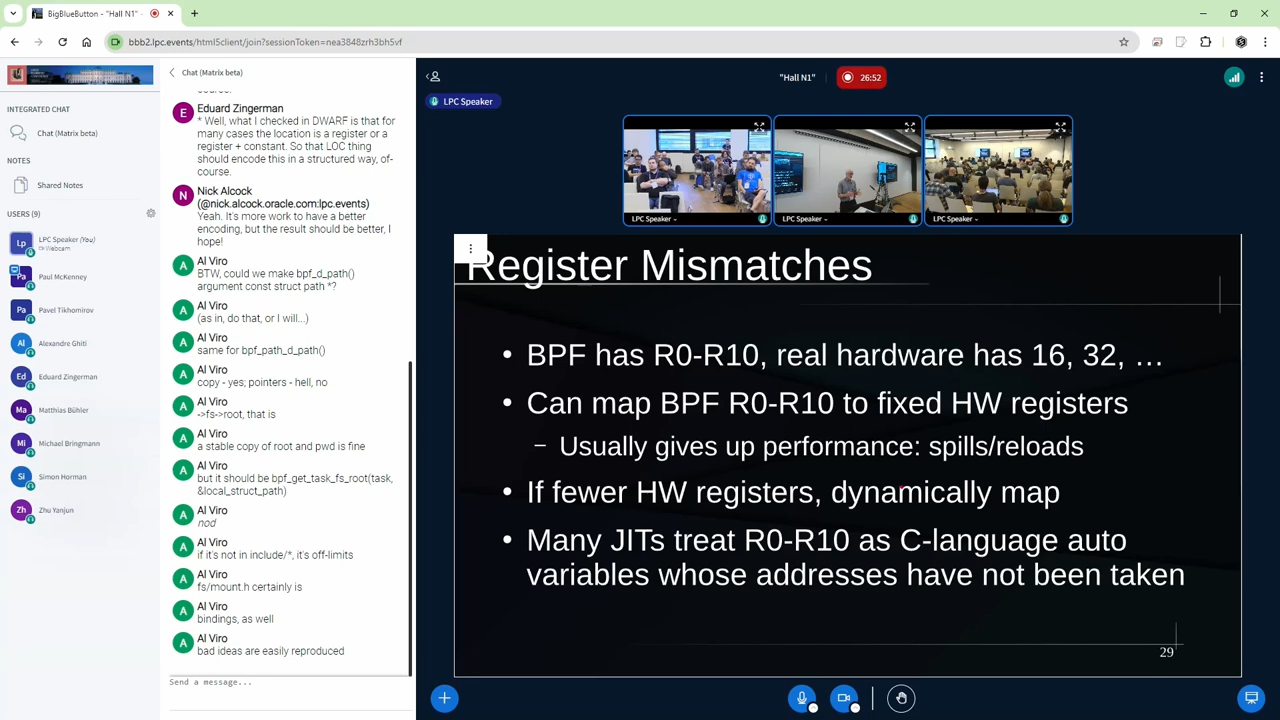 BigBlueButton - "Hall N1" -
bbb2.lpc.events/html5client/join?sessionToken=nea3848zrh3bh5vf
INTEGRATED CHAT
Chat (Matrix beta)
NOTES
Shared Notes
USERS (9)
Lp
LPC Speaker (You)
Webcam
Pa
Paul McKenney
Pa
Pavel Tikhomirov
Al
Alexandre Ghiti
Ed
Eduard Zingerman
Ma
Matthias Bühler
Mi
Michael Bringmann
Si
Simon Horman
Zh
Zhu Yanjun
Chat (Matrix beta)
course.
E
Eduard Zingerman
* Well, what I checked in DWARF is that for
many cases the location is a register or a
register + constant. So that LOC thing
should encode this in a structured way, of-
course.
N
Nick Alcock
(@nick.alcock.oracle.com:lpc.events)
Yeah. It's more work to have a better
encoding, but the result should be better, I
hope!
A
Al Viro
BTW, could we make bpf_d_path()
argument const struct path *?
A
Al Viro
(as in, do that, or I will...)
A
Al Viro
same for bpf_path_d_path()
A
Al Viro
copy - yes; pointers - hell, no
A
Al Viro
->fs->root, that is
A
Al Viro
a stable copy of root and pwd is fine
A
Al Viro
but it should be bpf_get_task_fs_root(task,
&local_struct_path)
A
Al Viro
nod
A
Al Viro
if it's not in include/*, it's off-limits
A
Al Viro
fs/mount.h certainly is
A
Al Viro
bindings, as well
A
Al Viro
bad ideas are easily reproduced
Send a message...
"Hall N1"
26:52
LPC Speaker
LPC Speaker
LPC Speaker
LPC Speaker
Register Mismatches
• BPF has R0-R10, real hardware has 16, 32, …
• Can map BPF R0-R10 to fixed HW registers
– Usually gives up performance: spills/reloads
• If fewer HW registers, dynamically map
• Many JITs treat R0-R10 as C-language auto
variables whose addresses have not been taken
29